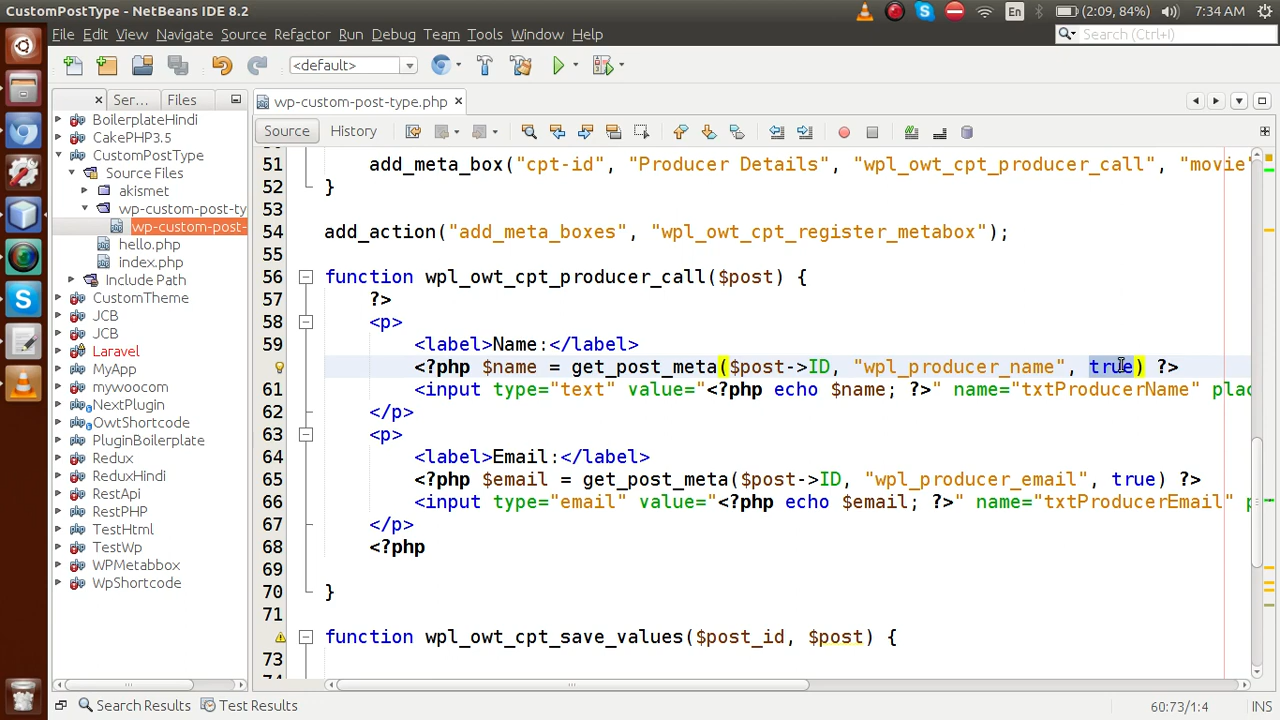 CustomPostType - NetBeans IDE 8.2
En
(2:09, 84%)
7:34 AM
File Edit View Navigate Source Refactor Run Debug Team Tools Window Help
Search (Ctrl+I)
<default>
Ser...
Files
wp-custom-post-type.php
BoilerplateHindi
CakePHP3.5
CustomPostType
Source Files
akismet
wp-custom-post-ty
wp-custom-post-
hello.php
index.php
Include Path
CustomTheme
JCB
JCB
Laravel
MyApp
mywoocom
NextPlugin
OwtShortcode
PluginBoilerplate
Redux
ReduxHindi
RestApi
RestPHP
TestHtml
TestWp
WPMetabbox
WpShortcode
Source
History
51 add_meta_box("cpt-id", "Producer Details", "wpl_owt_cpt_producer_call", "movie"
52 }
53
54 add_action("add_meta_boxes", "wpl_owt_cpt_register_metabox");
55
56 function wpl_owt_cpt_producer_call($post) {
57 ?>
58 <p>
59 <label>Name:</label>
<?php $name = get_post_meta($post->ID, "wpl_producer_name", true) ?>
61 <input type="text" value="<?php echo $name; ?>" name="txtProducerName" plac
62 </p>
63 <p>
64 <label>Email:</label>
65 <?php $email = get_post_meta($post->ID, "wpl_producer_email", true) ?>
66 <input type="email" value="<?php echo $email; ?>" name="txtProducerEmail" p
67 </p>
68 <?php
69
70 }
71
function wpl_owt_cpt_save_values($post_id, $post) {
73
Search Results
Test Results
60:73/1:4
INS